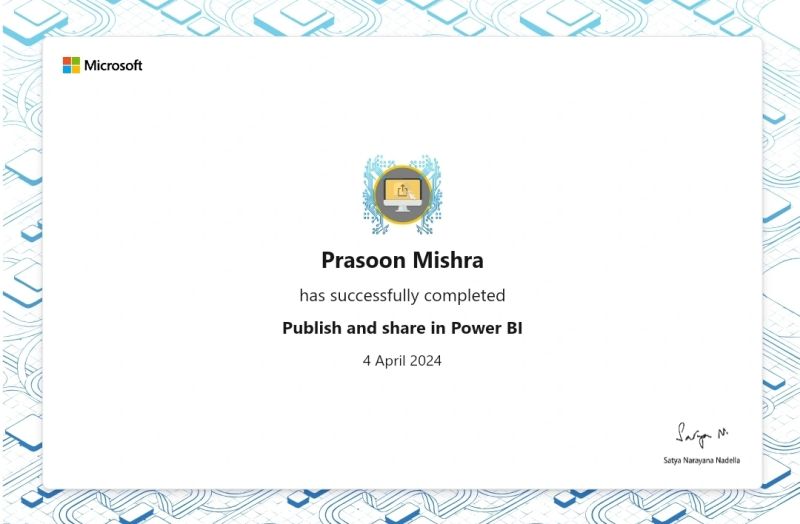 Microsoft
Prasoon Mishra
has successfully completed
Publish and share in Power BI
4 April 2024
Satya N.
Satya Narayana Nadella